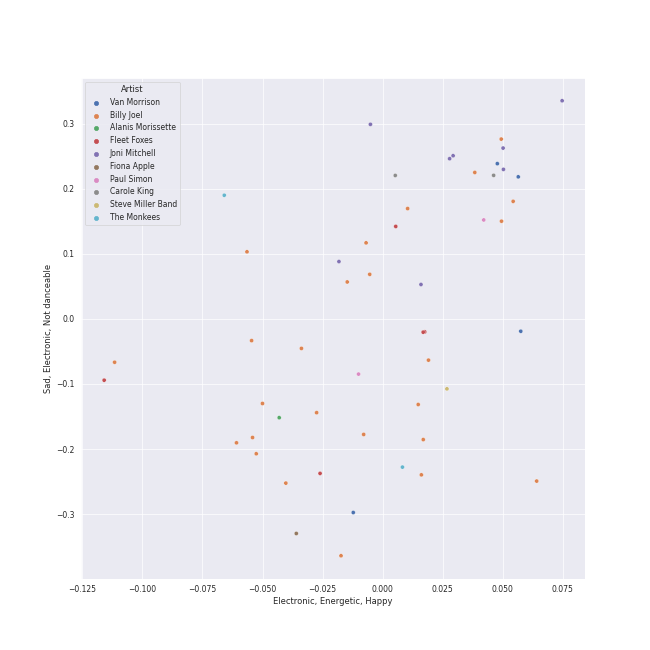 Artist
Van Morrison
Billy Joel
Alanis Morissette
Fleet Foxes
Joni Mitchell
Fiona Apple
Paul Simon
Carole King
Steve Miller Band
The Monkees
Sad, Electronic, Not danceable
0.3
0.2
0.1
0.0
−0.1
−0.2
−0.3
−0.125 −0.100 −0.075 −0.050 −0.025 0.000 0.025 0.050 0.075
Electronic, Energetic, Happy